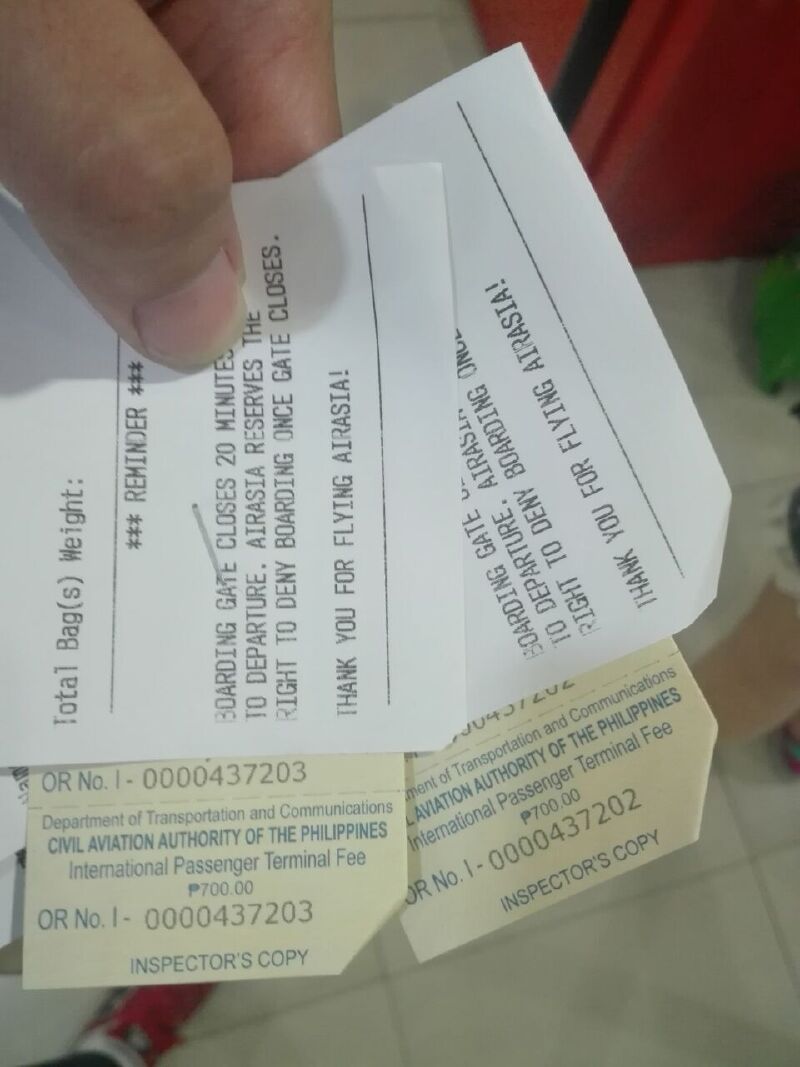 Total Bag(s) Weight:
*** REMINDER ***
BOARDING GATE CLOSES 20 MINUTES
TO DEPARTURE. AIRASIA RESERVES THE
RIGHT TO DENY BOARDING ONCE GATE CLOSES.
THANK YOU FOR FLYING AIRASIA!
BOARDING GATE
TO DEPARTURE. AIRASIA
RIGHT TO DENY BOARDING ONCE
THANK YOU FOR FLYING AIRASIA!
OR No. I - 0000437203
Department of Transportation and Communications
CIVIL AVIATION AUTHORITY OF THE PHILIPPINES
International Passenger Terminal Fee
₱700.00
OR No. I - 0000437203
INSPECTOR'S COPY
of Transportation and Communications
AVIATION AUTHORITY OF THE PHILIPPINES
International Passenger Terminal Fee
₱700.00
OR No. I - 0000437202
INSPECTOR'S COPY